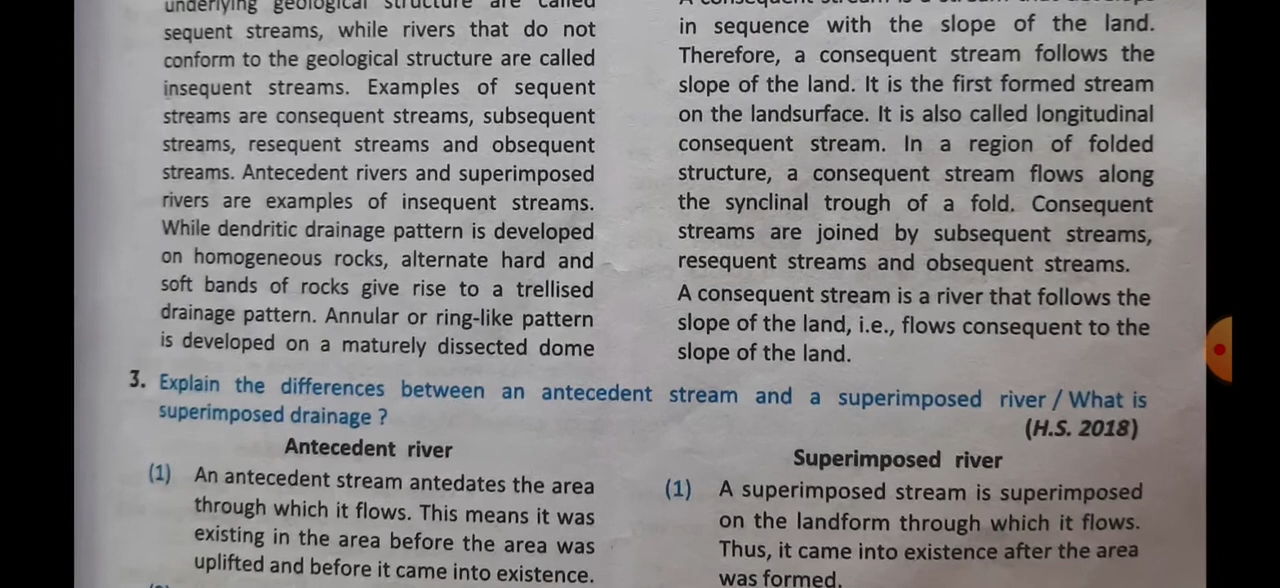 underlying geological structure are called
sequent streams, while rivers that do not
conform to the geological structure are called
insequent streams. Examples of sequent
streams are consequent streams, subsequent
streams, resequent streams and obsequent
streams. Antecedent rivers and superimposed
rivers are examples of insequent streams.
While dendritic drainage pattern is developed
on homogeneous rocks, alternate hard and
soft bands of rocks give rise to a trellised
drainage pattern. Annular or ring-like pattern
is developed on a maturely dissected dome
A consequent stream is a stream that develops
in sequence with the slope of the land.
Therefore, a consequent stream follows the
slope of the land. It is the first formed stream
on the landsurface. It is also called longitudinal
consequent stream. In a region of folded
structure, a consequent stream flows along
the synclinal trough of a fold. Consequent
streams are joined by subsequent streams,
resequent streams and obsequent streams.
A consequent stream is a river that follows the
slope of the land, i.e., flows consequent to the
slope of the land.
3. Explain the differences between an antecedent stream and a superimposed river / What is
superimposed drainage ?
(H.S. 2018)
Antecedent river
(1) An antecedent stream antedates the area
through which it flows. This means it was
existing in the area before the area was
uplifted and before it came into existence.
Superimposed river
(1) A superimposed stream is superimposed
on the landform through which it flows.
Thus, it came into existence after the area
was formed.